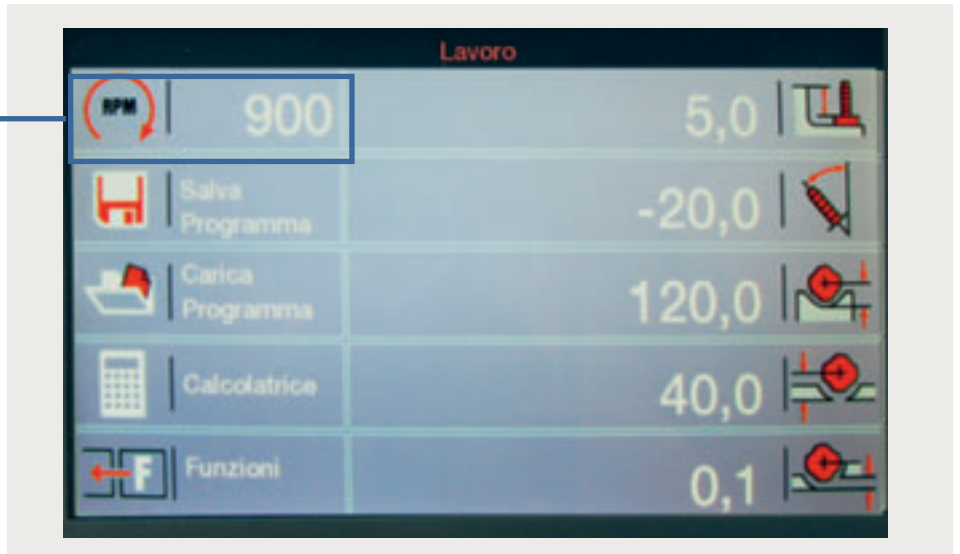 Lavoro
RPM 900 5,0
Salva
Programma
-20,0
Carica
Programma
120,0
Calcolatrice 40,0
F Funzioni 0,1